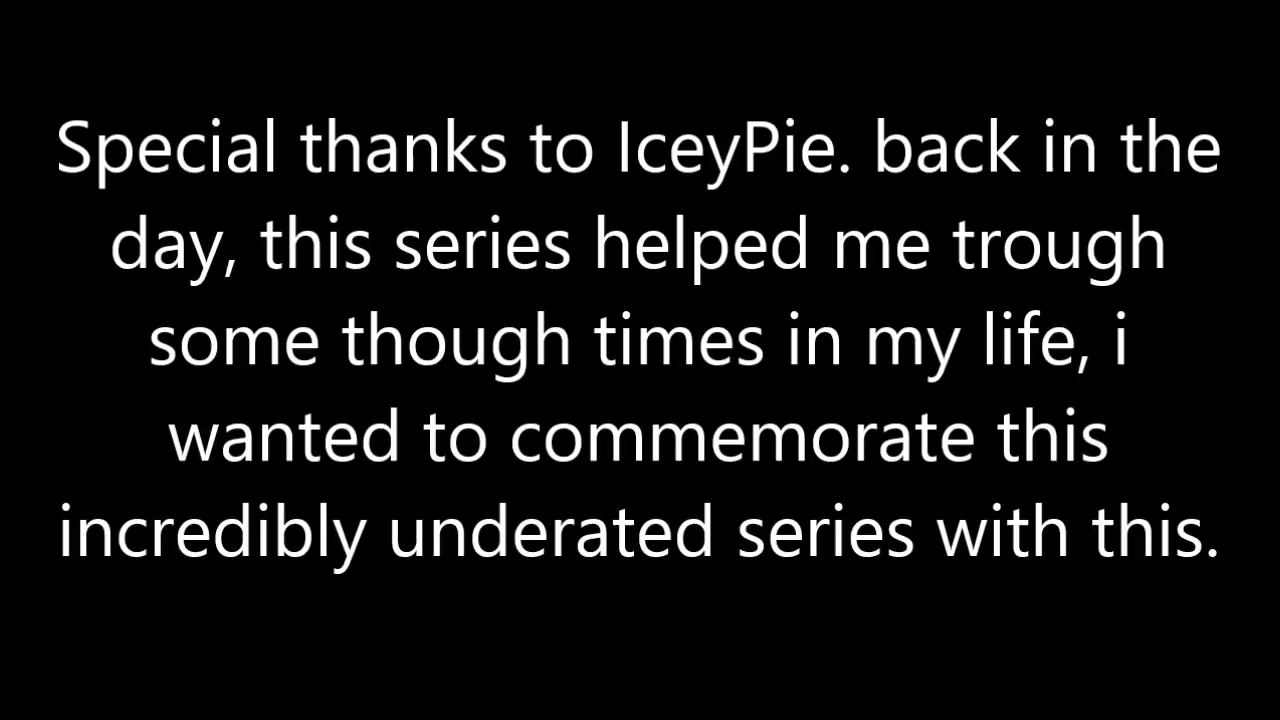 Special thanks to IceyPie. back in the
day, this series helped me trough
some though times in my life, i
wanted to commemorate this
incredibly underated series with this.